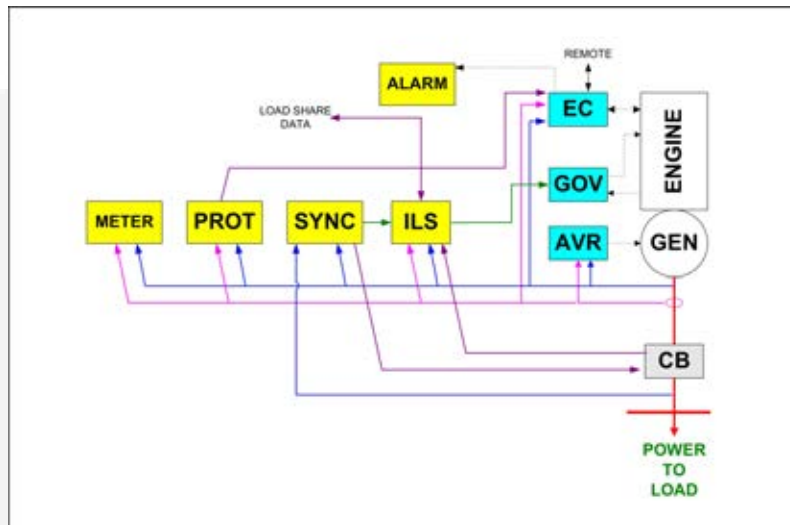 REMOTE
ALARM
EC
LOAD SHARE
DATA
ENGINE
GOV
METER
PROT
SYNC
ILS
AVR
GEN
CB
POWER
TO
LOAD